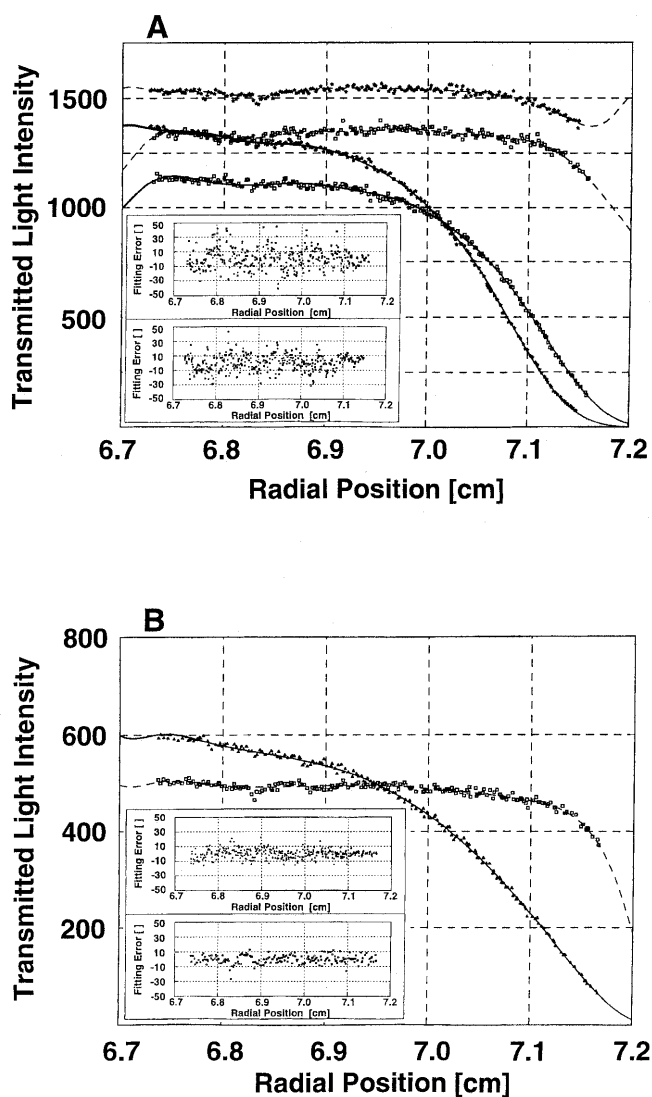 A
Transmitted Light Intensity
1500
1000
500
50
30
10
-10
-30
-50
Fitting Error [ ]
6.7 6.8 6.9 7.0 7.1 7.2
Radial Position [cm]
50
30
10
-10
-30
-50
Fitting Error [ ]
6.7 6.8 6.9 7.0 7.1 7.2
Radial Position [cm]
6.7 6.8 6.9 7.0 7.1 7.2
Radial Position [cm]
B
Transmitted Light Intensity
800
600
400
200
50
30
10
-10
-30
-50
Fitting Error [ ]
6.7 6.8 6.9 7.0 7.1 7.2
Radial Position [cm]
50
30
10
-10
-30
-50
Fitting Error [ ]
6.7 6.8 6.9 7.0 7.1 7.2
Radial Position [cm]
6.7 6.8 6.9 7.0 7.1 7.2
Radial Position [cm]